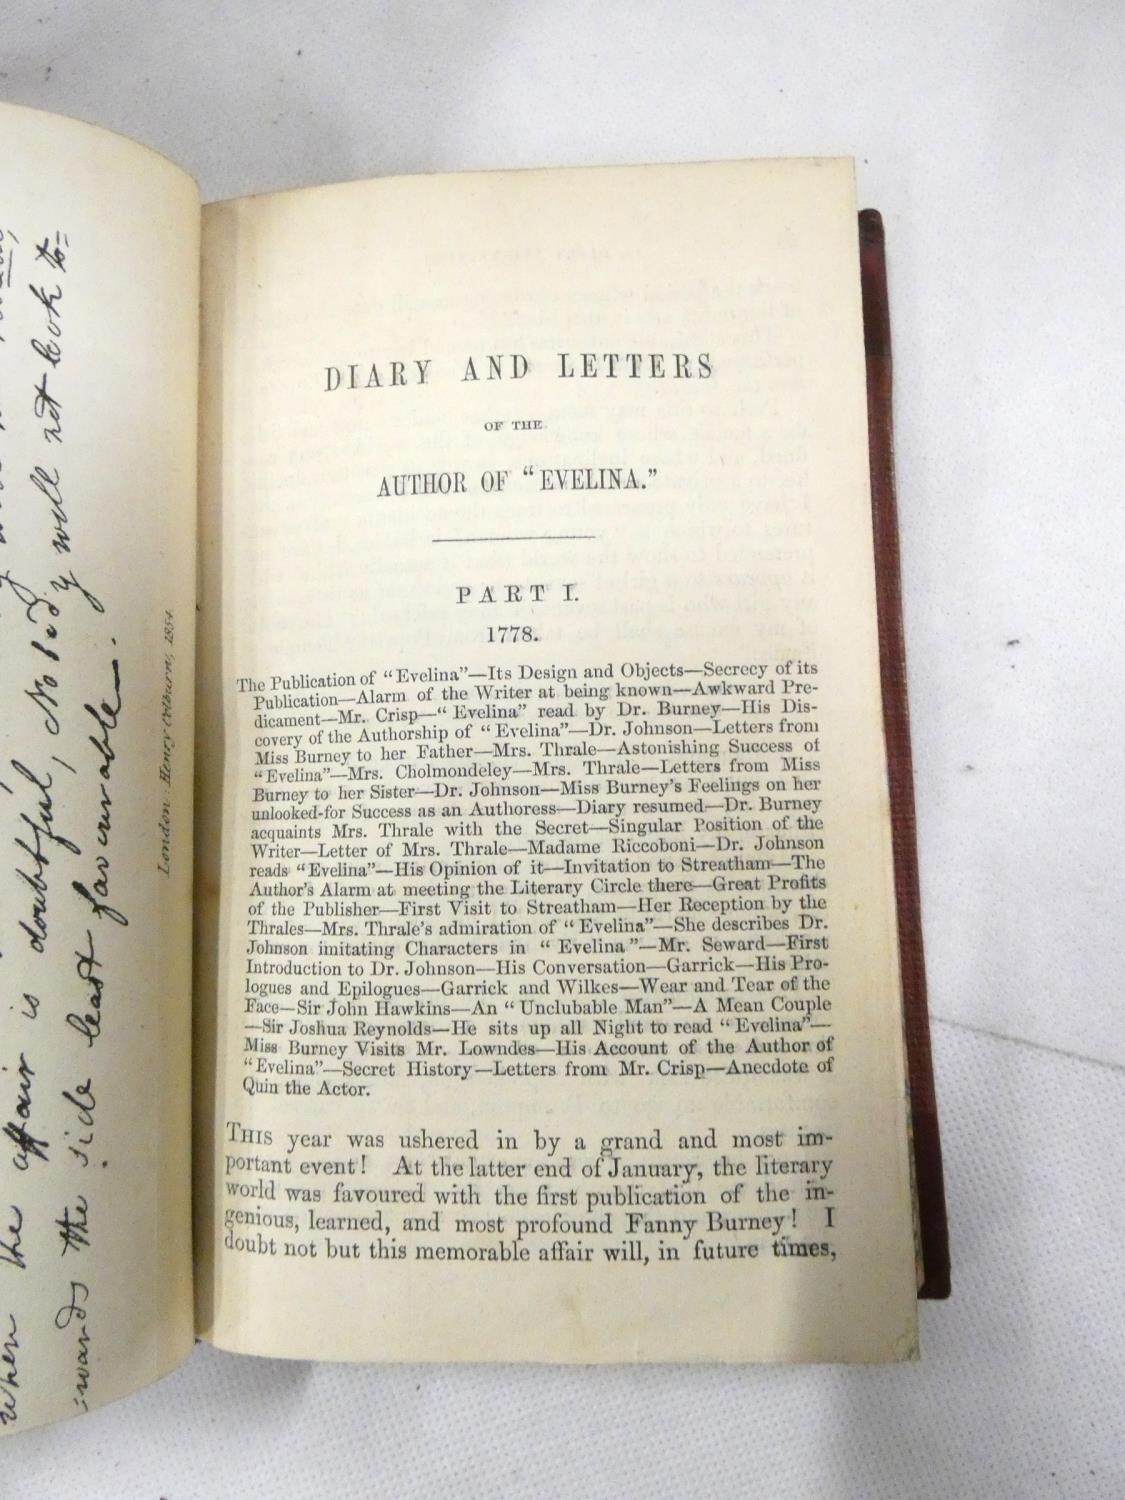 when the affair is doubtful, Nobody will not look to=
=wards the side least favourable.
London: Henry Colburn, 1854.
DIARY AND LETTERS
OF THE
AUTHOR OF "EVELINA."
PART I.
1778.
The Publication of "Evelina"—Its Design and Objects—Secrecy of its
Publication—Alarm of the Writer at being known—Awkward Pre-
dicament—Mr. Crisp—"Evelina" read by Dr. Burney—His Dis-
covery of the Authorship of "Evelina"—Dr. Johnson—Letters from
Miss Burney to her Father—Mrs. Thrale—Astonishing Success of
"Evelina"—Mrs. Cholmondeley—Mrs. Thrale—Letters from Miss
Burney to her Sister—Dr. Johnson—Miss Burney's Feelings on her
unlooked-for Success as an Authoress—Diary resumed—Dr. Burney
acquaints Mrs. Thrale with the Secret—Singular Position of the
Writer—Letter of Mrs. Thrale—Madame Riccoboni—Dr. Johnson
reads "Evelina"—His Opinion of it—Invitation to Streatham—The
Author's Alarm at meeting the Literary Circle there—Great Profits
of the Publisher—First Visit to Streatham—Her Reception by the
Thrales—Mrs. Thrale's admiration of "Evelina"—She describes Dr.
Johnson imitating Characters in "Evelina"—Mr. Seward—First
Introduction to Dr. Johnson—His Conversation—Garrick—His Pro-
logues and Epilogues—Garrick and Wilkes—Wear and Tear of the
Face—Sir John Hawkins—An "Unclubable Man"—A Mean Couple
—Sir Joshua Reynolds—He sits up all Night to read "Evelina"—
Miss Burney Visits Mr. Lowndes—His Account of the Author of
"Evelina"—Secret History—Letters from Mr. Crisp—Anecdote of
Quin the Actor.
THIS year was ushered in by a grand and most im-
portant event! At the latter end of January, the literary
world was favoured with the first publication of the in-
genious, learned, and most profound Fanny Burney! I
doubt not but this memorable affair will, in future times,